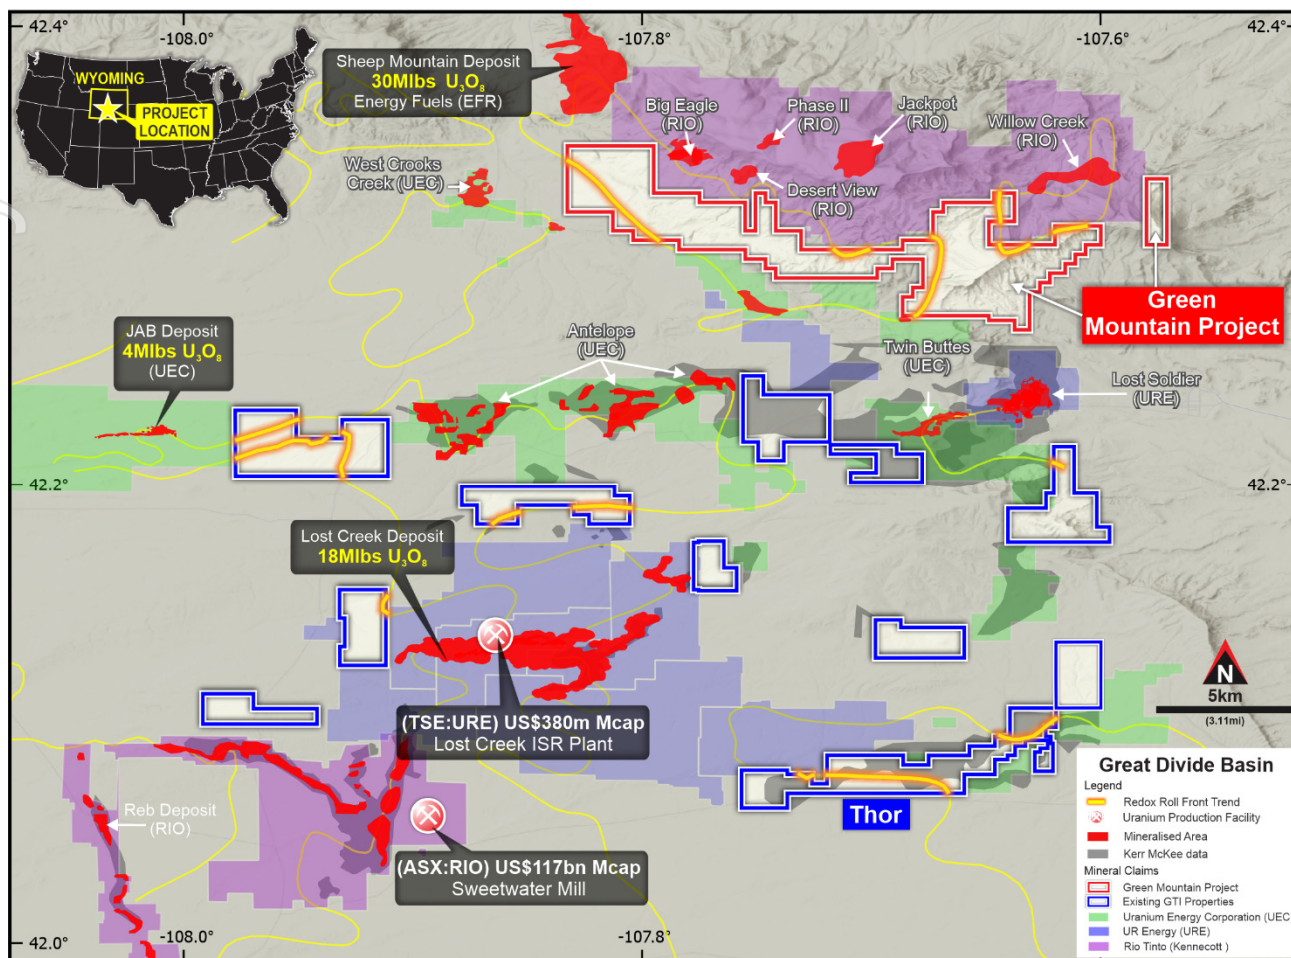 42.4°
-108.0°
-107.8°
-107.6°
42.4°
WYOMING
PROJECT
LOCATION
Sheep Mountain Deposit
30Mlbs U₃O₈
Energy Fuels (EFR)
Big Eagle
(RIO)
Phase II
(RIO)
Jackpot
(RIO)
Willow Creek
(RIO)
West Crooks
Creek (UEC)
Desert View
(RIO)
Green
Mountain Project
JAB Deposit
4Mlbs U₃O₈
(UEC)
Antelope
(UEC)
Twin Buttes
(UEC)
Lost Soldier
(URE)
42.2°
42.2°
Lost Creek Deposit
18Mlbs U₃O₈
(TSE:URE) US$380m Mcap
Lost Creek ISR Plant
N
5km
(3.11mi)
Reb Deposit
(RIO)
Thor
(ASX:RIO) US$117bn Mcap
Sweetwater Mill
Great Divide Basin
Legend
Redox Roll Front Trend
Uranium Production Facility
Mineralised Area
Kerr McKee data
Mineral Claims
Green Mountain Project
Existing GTI Properties
Uranium Energy Corporation (UEC
UR Energy (URE)
Rio Tinto (Kennecott )
42.0°
-108.0°
-107.8°